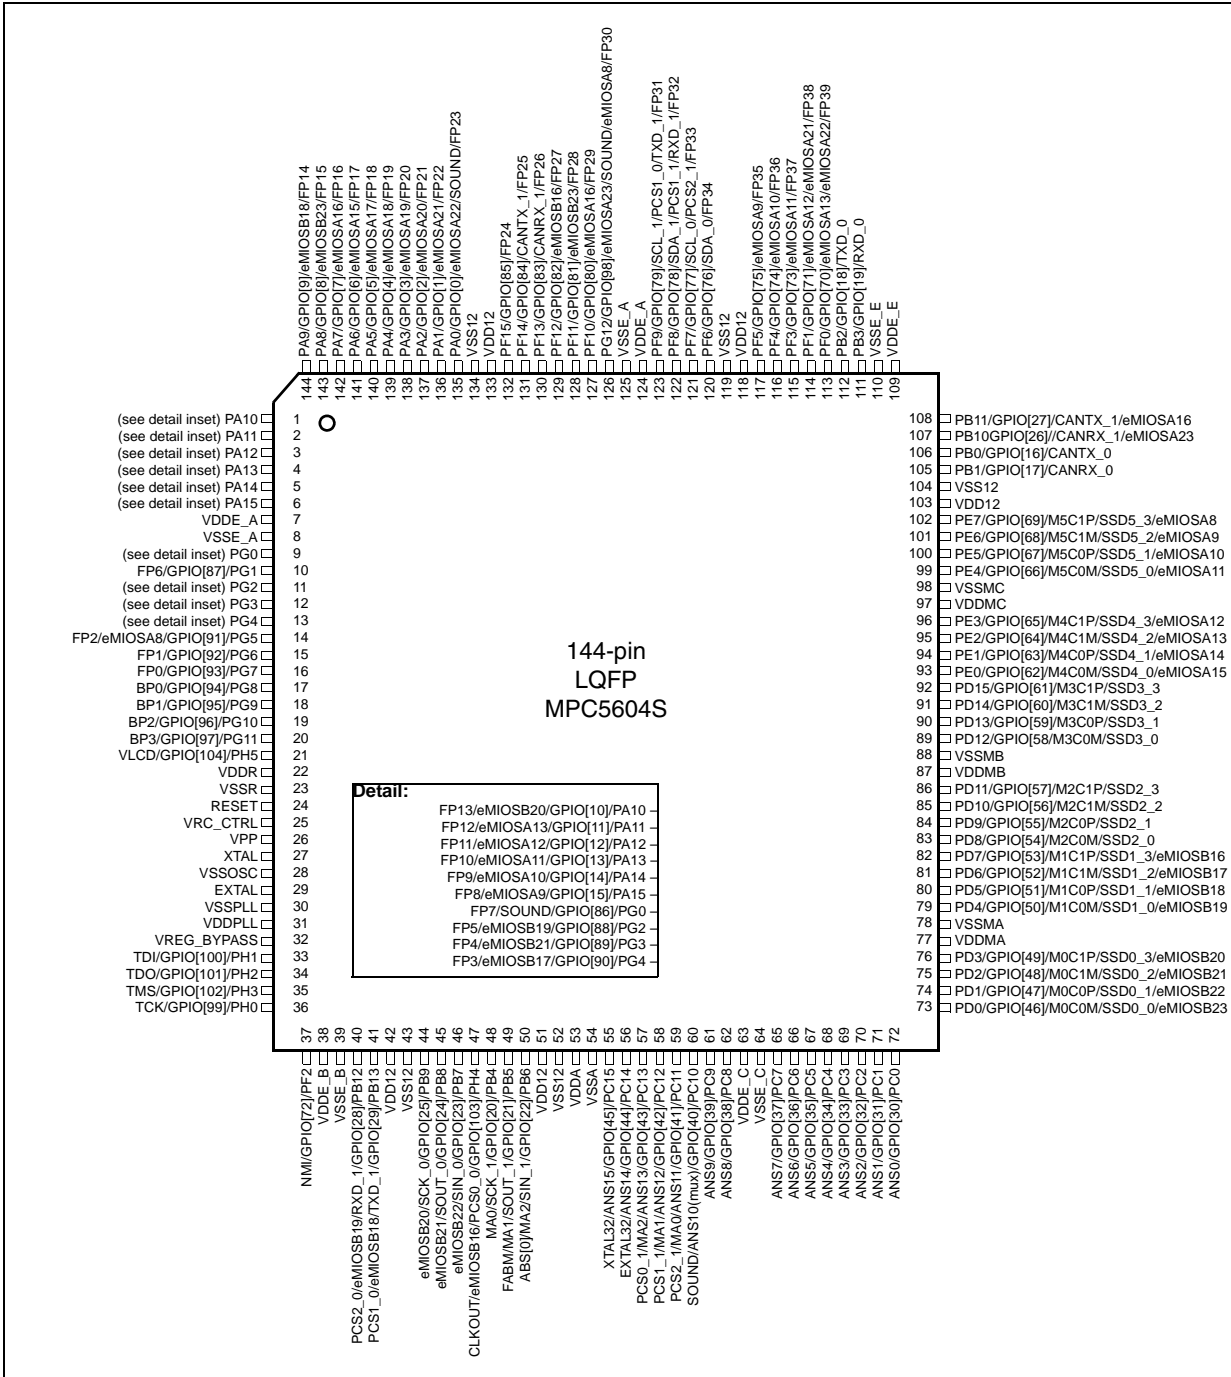 PA9/GPIO[9]/eMIOSB18/FP14
PA8/GPIO[8]/eMIOSB23/FP15
PA7/GPIO[7]/eMIOSA16/FP16
PA6/GPIO[6]/eMIOSA15/FP17
PA5/GPIO[5]/eMIOSA17/FP18
PA4/GPIO[4]/eMIOSA18/FP19
PA3/GPIO[3]/eMIOSA19/FP20
PA2/GPIO[2]/eMIOSA20/FP21
PA1/GPIO[1]/eMIOSA21/FP22
PA0/GPIO[0]/eMIOSA22/SOUND/FP23
VSS12
VDD12
PF15/GPIO[85]/FP24
PF14/GPIO[84]/CANTX_1/FP25
PF13/GPIO[83]/CANRX_1/FP26
PF12/GPIO[82]/eMIOSB16/FP27
PF11/GPIO[81]/eMIOSB23/FP28
PF10/GPIO[80]/eMIOSA16/FP29
PG12/GPIO[98]/eMIOSA23/SOUND/eMIOSA8/FP30
VSSE_A
VDDE_A
PF9/GPIO[79]/SCL_1/PCS1_0/TXD_1/FP31
PF8/GPIO[78]/SDA_1/PCS1_1/RXD_1/FP32
PF7/GPIO[77]/SCL_0/PCS2_1/FP33
PF6/GPIO[76]/SDA_0/FP34
VSS12
VDD12
PF5/GPIO[75]/eMIOSA9/FP35
PF4/GPIO[74]/eMIOSA10/FP36
PF3/GPIO[73]/eMIOSA11/FP37
PF1/GPIO[71]/eMIOSA12/eMIOSA21/FP38
PF0/GPIO[70]/eMIOSA13/eMIOSA22/FP39
PB2/GPIO[18]/TXD_0
PB3/GPIO[19]/RXD_0
VSSE_E
VDDE_E
144 143 142 141 140 139 138 137 136 135 134 133 132 131 130 129 128 127 126 125 124 123 122 121 120 119 118 117 116 115 114 113 112 111 110 109
(see detail inset) PA10 1
(see detail inset) PA11 2
(see detail inset) PA12 3
(see detail inset) PA13 4
(see detail inset) PA14 5
(see detail inset) PA15 6
VDDE_A 7
VSSE_A 8
(see detail inset) PG0 9
FP6/GPIO[87]/PG1 10
(see detail inset) PG2 11
(see detail inset) PG3 12
(see detail inset) PG4 13
FP2/eMIOSA8/GPIO[91]/PG5 14
FP1/GPIO[92]/PG6 15
FP0/GPIO[93]/PG7 16
BP0/GPIO[94]/PG8 17
BP1/GPIO[95]/PG9 18
BP2/GPIO[96]/PG10 19
BP3/GPIO[97]/PG11 20
VLCD/GPIO[104]/PH5 21
VDDR 22
VSSR 23
RESET 24
VRC_CTRL 25
VPP 26
XTAL 27
VSSOSC 28
EXTAL 29
VSSPLL 30
VDDPLL 31
VREG_BYPASS 32
TDI/GPIO[100]/PH1 33
TDO/GPIO[101]/PH2 34
TMS/GPIO[102]/PH3 35
TCK/GPIO[99]/PH0 36
144-pin
LQFP
MPC5604S
Detail:
FP13/eMIOSB20/GPIO[10]/PA10
FP12/eMIOSA13/GPIO[11]/PA11
FP11/eMIOSA12/GPIO[12]/PA12
FP10/eMIOSA11/GPIO[13]/PA13
FP9/eMIOSA10/GPIO[14]/PA14
FP8/eMIOSA9/GPIO[15]/PA15
FP7/SOUND/GPIO[86]/PG0
FP5/eMIOSB19/GPIO[88]/PG2
FP4/eMIOSB21/GPIO[89]/PG3
FP3/eMIOSB17/GPIO[90]/PG4
108 PB11/GPIO[27]/CANTX_1/eMIOSA16
107 PB10GPIO[26]//CANRX_1/eMIOSA23
106 PB0/GPIO[16]/CANTX_0
105 PB1/GPIO[17]/CANRX_0
104 VSS12
103 VDD12
102 PE7/GPIO[69]/M5C1P/SSD5_3/eMIOSA8
101 PE6/GPIO[68]/M5C1M/SSD5_2/eMIOSA9
100 PE5/GPIO[67]/M5C0P/SSD5_1/eMIOSA10
99 PE4/GPIO[66]/M5C0M/SSD5_0/eMIOSA11
98 VSSMC
97 VDDMC
96 PE3/GPIO[65]/M4C1P/SSD4_3/eMIOSA12
95 PE2/GPIO[64]/M4C1M/SSD4_2/eMIOSA13
94 PE1/GPIO[63]/M4C0P/SSD4_1/eMIOSA14
93 PE0/GPIO[62]/M4C0M/SSD4_0/eMIOSA15
92 PD15/GPIO[61]/M3C1P/SSD3_3
91 PD14/GPIO[60]/M3C1M/SSD3_2
90 PD13/GPIO[59]/M3C0P/SSD3_1
89 PD12/GPIO[58/M3C0M/SSD3_0
88 VSSMB
87 VDDMB
86 PD11/GPIO[57]/M2C1P/SSD2_3
85 PD10/GPIO[56]/M2C1M/SSD2_2
84 PD9/GPIO[55]/M2C0P/SSD2_1
83 PD8/GPIO[54]/M2C0M/SSD2_0
82 PD7/GPIO[53]/M1C1P/SSD1_3/eMIOSB16
81 PD6/GPIO[52]/M1C1M/SSD1_2/eMIOSB17
80 PD5/GPIO[51]/M1C0P/SSD1_1/eMIOSB18
79 PD4/GPIO[50]/M1C0M/SSD1_0/eMIOSB19
78 VSSMA
77 VDDMA
76 PD3/GPIO[49]/M0C1P/SSD0_3/eMIOSB20
75 PD2/GPIO[48]/M0C1M/SSD0_2/eMIOSB21
74 PD1/GPIO[47]/M0C0P/SSD0_1/eMIOSB22
73 PD0/GPIO[46]/M0C0M/SSD0_0/eMIOSB23
37 38 39 40 41 42 43 44 45 46 47 48 49 50 51 52 53 54 55 56 57 58 59 60 61 62 63 64 65 66 67 68 69 70 71 72
NMI/GPIO[72]/PF2
VDDE_B
VSSE_B
PCS2_0/eMIOSB19/RXD_1/GPIO[28]/PB12
PCS1_0/eMIOSB18/TXD_1/GPIO[29]/PB13
VDD12
VSS12
eMIOSB20/SCK_0/GPIO[25]/PB9
eMIOSB21/SOUT_0/GPIO[24]/PB8
eMIOSB22/SIN_0/GPIO[23]/PB7
CLKOUT/eMIOSB16/PCS0_0/GPIO[103]/PH4
MA0/SCK_1/GPIO[20]/PB4
FABM/MA1/SOUT_1/GPIO[21]/PB5
ABS[0]/MA2/SIN_1/GPIO[22]/PB6
VDD12
VSS12
VDDA
VSSA
XTAL32/ANS15/GPIO[45]/PC15
EXTAL32/ANS14/GPIO[44]/PC14
PCS0_1/MA2/ANS13/GPIO[43]/PC13
PCS1_1/MA1/ANS12/GPIO[42]/PC12
PCS2_1/MA0/ANS11/GPIO[41]/PC11
SOUND/ANS10(mux)/GPIO[40]/PC10
ANS9/GPIO[39]/PC9
ANS8/GPIO[38]/PC8
VDDE_C
VSSE_C
ANS7/GPIO[37]/PC7
ANS6/GPIO[36]/PC6
ANS5/GPIO[35]/PC5
ANS4/GPIO[34]/PC4
ANS3/GPIO[33]/PC3
ANS2/GPIO[32]/PC2
ANS1/GPIO[31]/PC1
ANS0/GPIO[30]/PC0